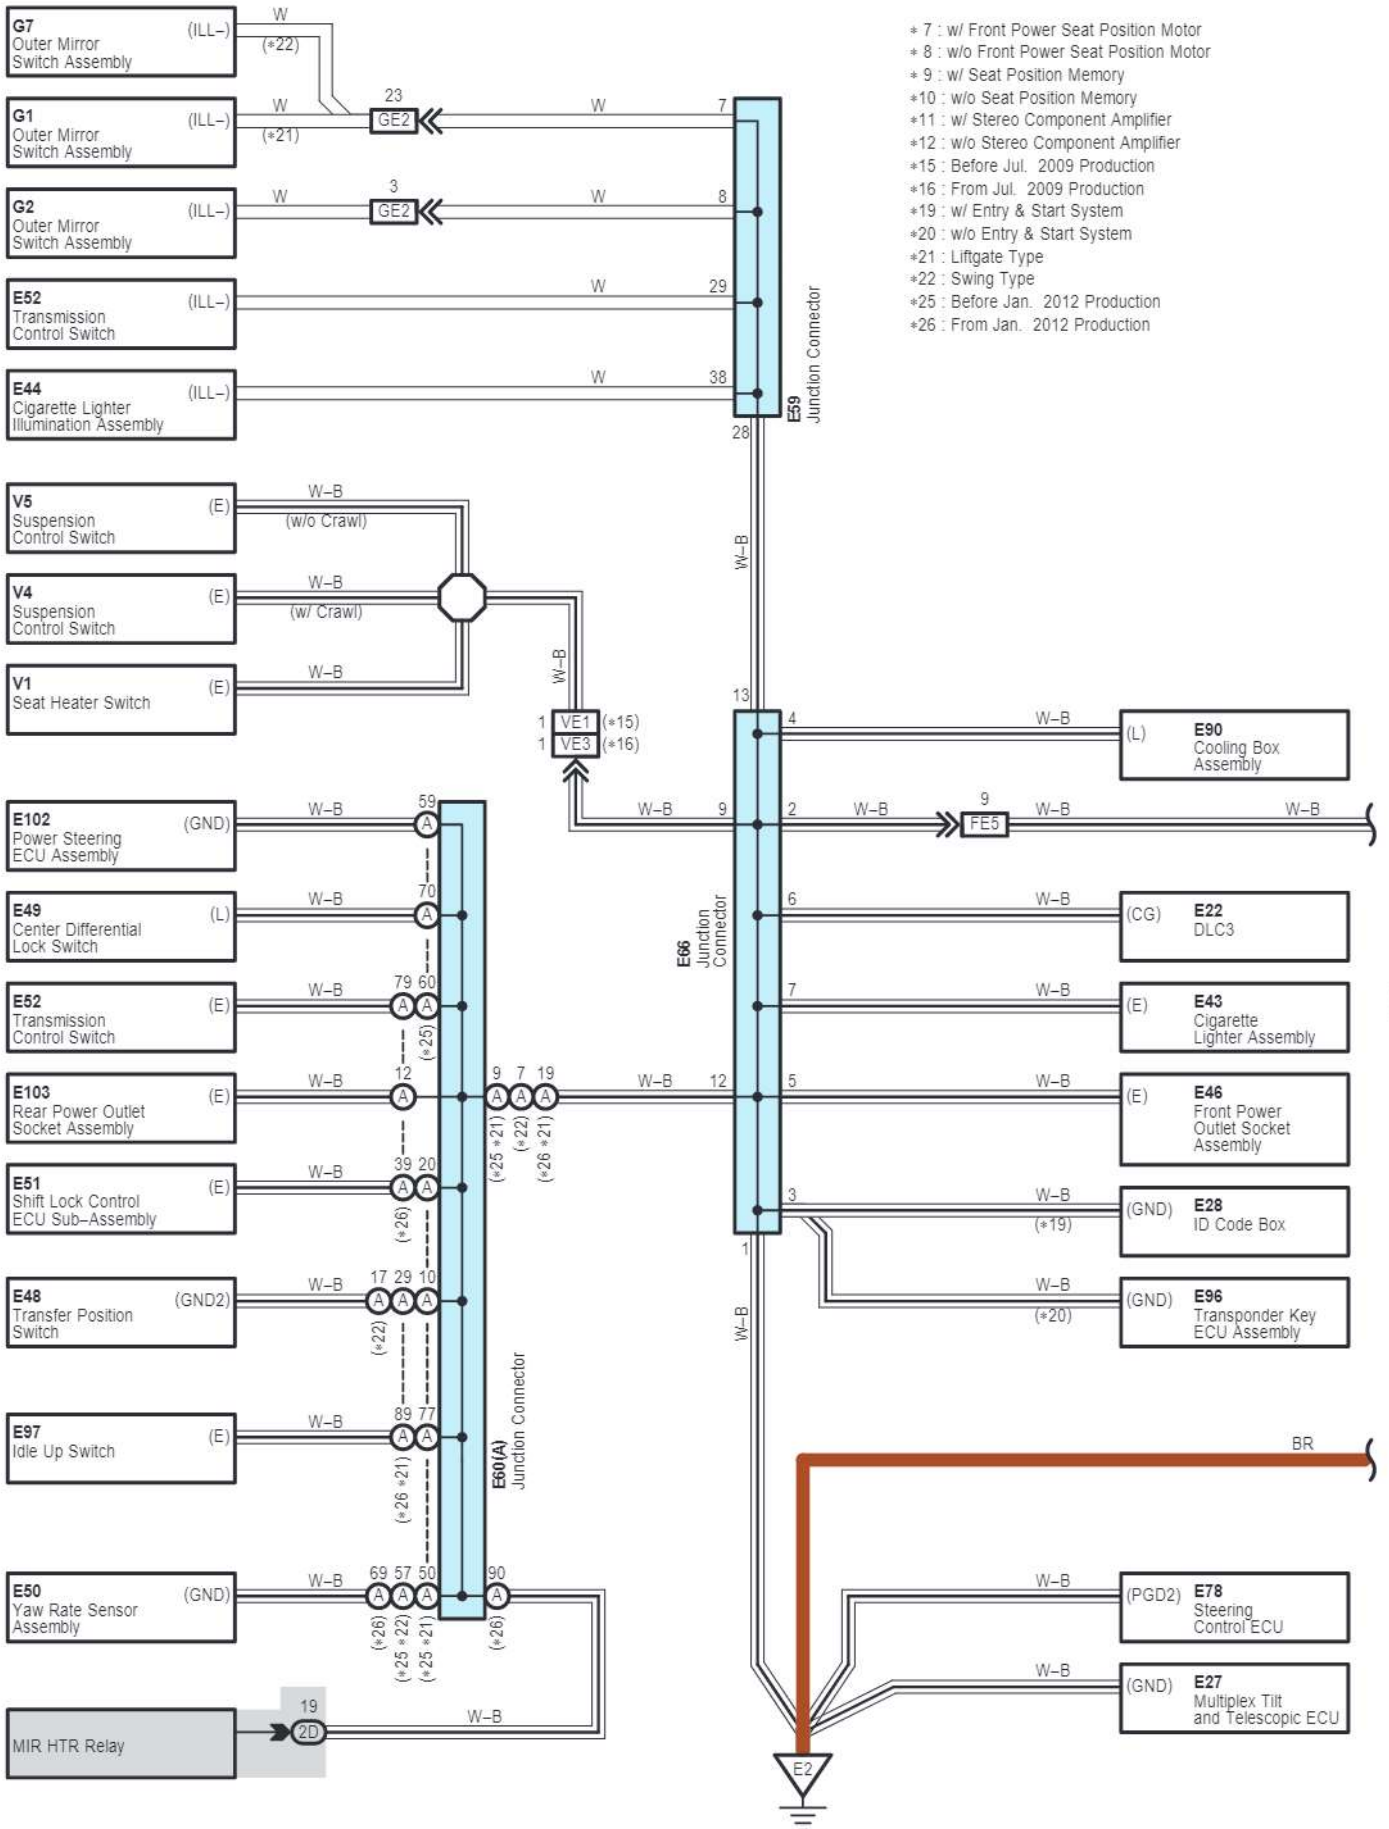 G7
Outer Mirror
Switch Assembly
(ILL–)
W
(*22)
G1
Outer Mirror
Switch Assembly
(ILL–)
W
(*21)
23
GE2
W
7
G2
Outer Mirror
Switch Assembly
(ILL–)
W
3
GE2
W
8
E52
Transmission
Control Switch
(ILL–)
W
29
E44
Cigarette Lighter
Illumination Assembly
(ILL–)
W
38
E59
Junction Connector
28
* 7 : w/ Front Power Seat Position Motor
* 8 : w/o Front Power Seat Position Motor
* 9 : w/ Seat Position Memory
*10 : w/o Seat Position Memory
*11 : w/ Stereo Component Amplifier
*12 : w/o Stereo Component Amplifier
*15 : Before Jul. 2009 Production
*16 : From Jul. 2009 Production
*19 : w/ Entry & Start System
*20 : w/o Entry & Start System
*21 : Liftgate Type
*22 : Swing Type
*25 : Before Jan. 2012 Production
*26 : From Jan. 2012 Production
V5
Suspension
Control Switch
(E)
W–B
(w/o Crawl)
V4
Suspension
Control Switch
(E)
W–B
(w/ Crawl)
V1
Seat Heater Switch
(E)
W–B
W–B
1 VE1 (*15)
1 VE3 (*16)
W–B
9
W–B
13
E66
Junction
Connector
4
W–B
(L)
E90
Cooling Box
Assembly
2
W–B
9
FE5
W–B
W–B
6
W–B
(CG)
E22
DLC3
7
W–B
(E)
E43
Cigarette
Lighter Assembly
5
W–B
(E)
E46
Front Power
Outlet Socket
Assembly
3
W–B
(*19)
(GND)
E28
ID Code Box
W–B
(*20)
(GND)
E96
Transponder Key
ECU Assembly
1
W–B
E102
Power Steering
ECU Assembly
(GND)
W–B
59
A
E49
Center Differential
Lock Switch
(L)
W–B
70
A
E52
Transmission
Control Switch
(E)
W–B
79 60
A A
(*25)
E103
Rear Power Outlet
Socket Assembly
(E)
W–B
12
A
9 7 19
A A A
(*25 *21)
(*22)
(*26 *21)
W–B
12
E51
Shift Lock Control
ECU Sub–Assembly
(E)
W–B
39 20
A A
(*26)
E48
Transfer Position
Switch
(GND2)
W–B
17 29 10
A A A
(*22)
E97
Idle Up Switch
(E)
W–B
89 77
A A
(*26 *21)
E60(A)
Junction Connector
E50
Yaw Rate Sensor
Assembly
(GND)
W–B
69 57 50
A A A
(*26)
(*25 *22)
(*25 *21)
90
A
(*26)
MIR HTR Relay
19
2D
W–B
BR
W–B
(PGD2)
E78
Steering
Control ECU
W–B
(GND)
E27
Multiplex Tilt
and Telescopic ECU
E2